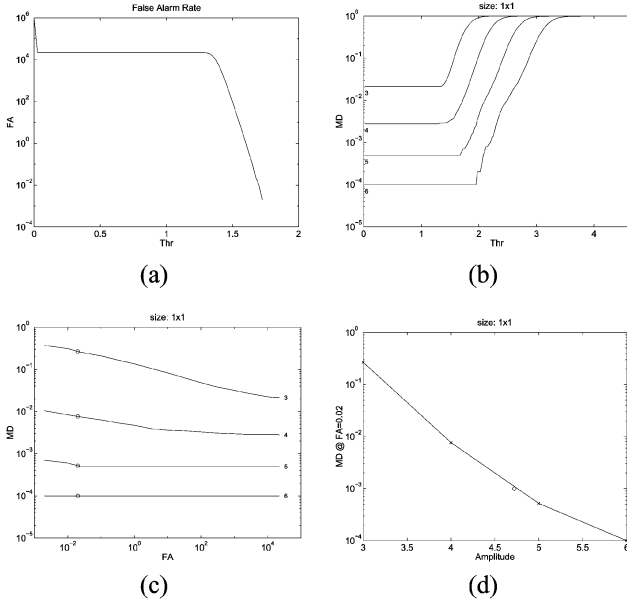 False Alarm Rate
FA
10^6
10^4
10^2
10^0
10^-2
10^-4
0 0.5 1 1.5 2
Thr
(a)
size: 1x1
MD
10^0
10^-1
10^-2
10^-3
10^-4
10^-5
3
4
5
6
0 1 2 3 4
Thr
(b)
size: 1x1
MD
10^0
10^-1
10^-2
10^-3
10^-4
10^-5
3
4
5
6
10^-2 10^0 10^2 10^4
FA
(c)
size: 1x1
MD @ FA=0.02
10^0
10^-1
10^-2
10^-3
10^-4
3 3.5 4 4.5 5 5.5 6
Amplitude
(d)